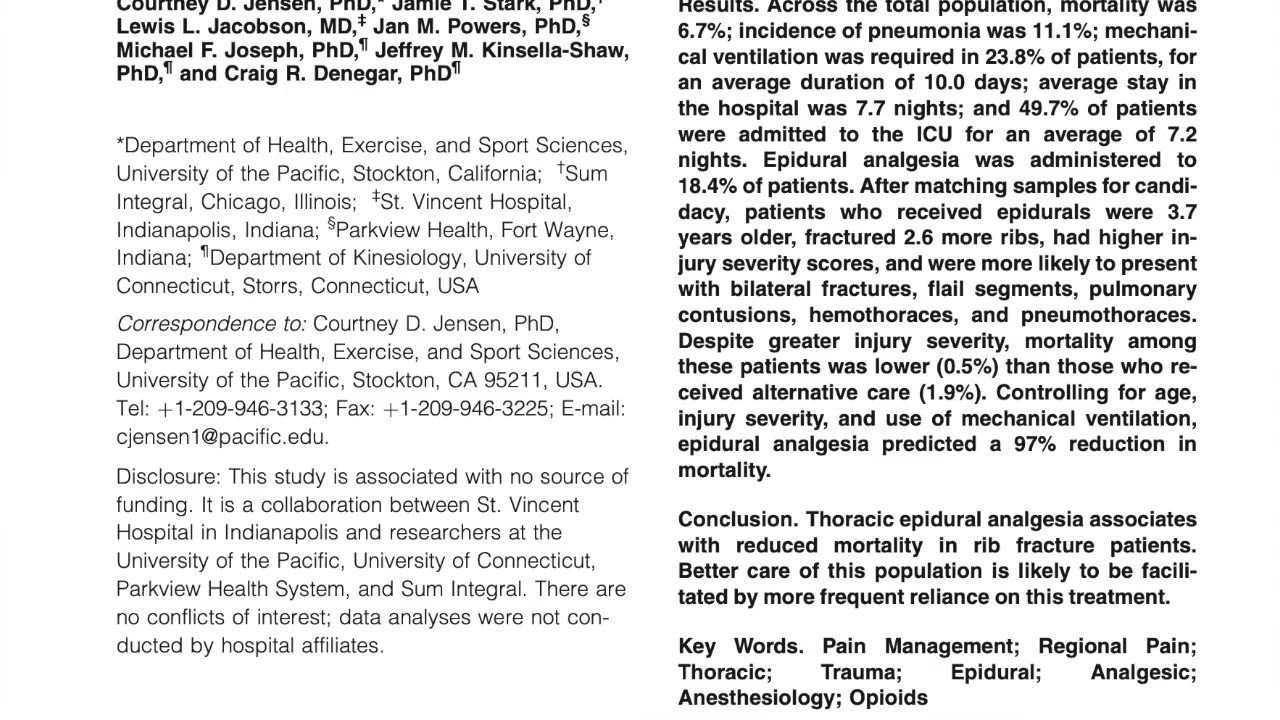 Courtney D. Jensen, PhD,* Jamie T. Stark, PhD,†
Lewis L. Jacobson, MD,‡ Jan M. Powers, PhD,§
Michael F. Joseph, PhD,¶ Jeffrey M. Kinsella-Shaw,
PhD,¶ and Craig R. Denegar, PhD¶
*Department of Health, Exercise, and Sport Sciences,
University of the Pacific, Stockton, California; †Sum
Integral, Chicago, Illinois; ‡St. Vincent Hospital,
Indianapolis, Indiana; §Parkview Health, Fort Wayne,
Indiana; ¶Department of Kinesiology, University of
Connecticut, Storrs, Connecticut, USA
Correspondence to: Courtney D. Jensen, PhD,
Department of Health, Exercise, and Sport Sciences,
University of the Pacific, Stockton, CA 95211, USA.
Tel: +1-209-946-3133; Fax: +1-209-946-3225; E-mail:
cjensen1@pacific.edu.
Disclosure: This study is associated with no source of
funding. It is a collaboration between St. Vincent
Hospital in Indianapolis and researchers at the
University of the Pacific, University of Connecticut,
Parkview Health System, and Sum Integral. There are
no conflicts of interest; data analyses were not con-
ducted by hospital affiliates.
Results. Across the total population, mortality was
6.7%; incidence of pneumonia was 11.1%; mechani-
cal ventilation was required in 23.8% of patients, for
an average duration of 10.0 days; average stay in
the hospital was 7.7 nights; and 49.7% of patients
were admitted to the ICU for an average of 7.2
nights. Epidural analgesia was administered to
18.4% of patients. After matching samples for candi-
dacy, patients who received epidurals were 3.7
years older, fractured 2.6 more ribs, had higher in-
jury severity scores, and were more likely to present
with bilateral fractures, flail segments, pulmonary
contusions, hemothoraces, and pneumothoraces.
Despite greater injury severity, mortality among
these patients was lower (0.5%) than those who re-
ceived alternative care (1.9%). Controlling for age,
injury severity, and use of mechanical ventilation,
epidural analgesia predicted a 97% reduction in
mortality.
Conclusion. Thoracic epidural analgesia associates
with reduced mortality in rib fracture patients.
Better care of this population is likely to be facili-
tated by more frequent reliance on this treatment.
Key Words. Pain Management; Regional Pain;
Thoracic; Trauma; Epidural; Analgesic;
Anesthesiology; Opioids